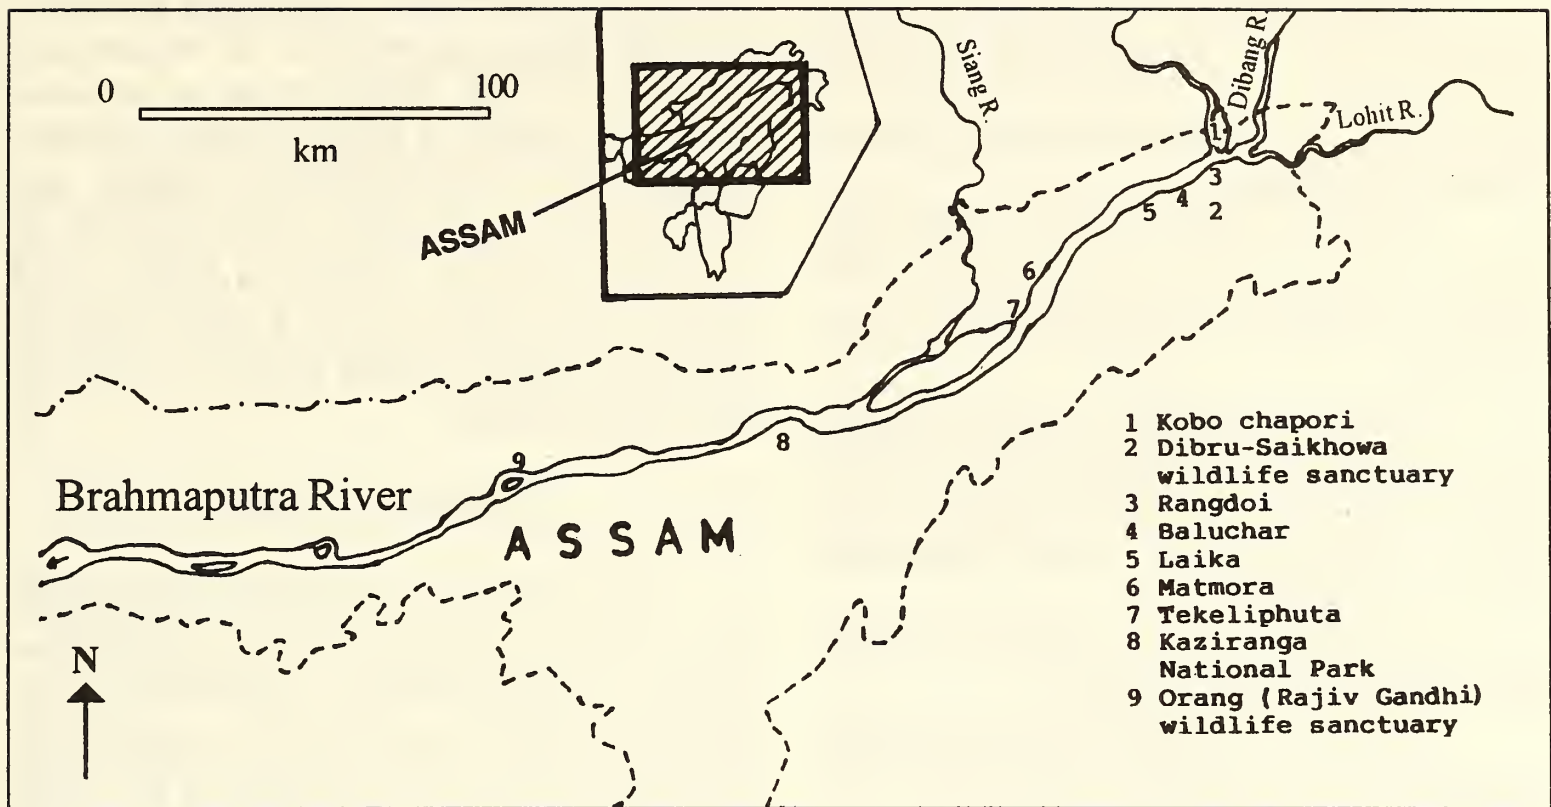 0 100
km
ASSAM
Siang R.
Dibang R.
Lohit R.
1
3
4
5
2
6
7
8
9
Brahmaputra River
ASSAM
N
1 Kobo chapori
2 Dibru-Saikhowa
wildlife sanctuary
3 Rangdoi
4 Baluchar
5 Laika
6 Matmora
7 Tekeliphuta
8 Kaziranga
National Park
9 Orang (Rajiv Gandhi)
wildlife sanctuary